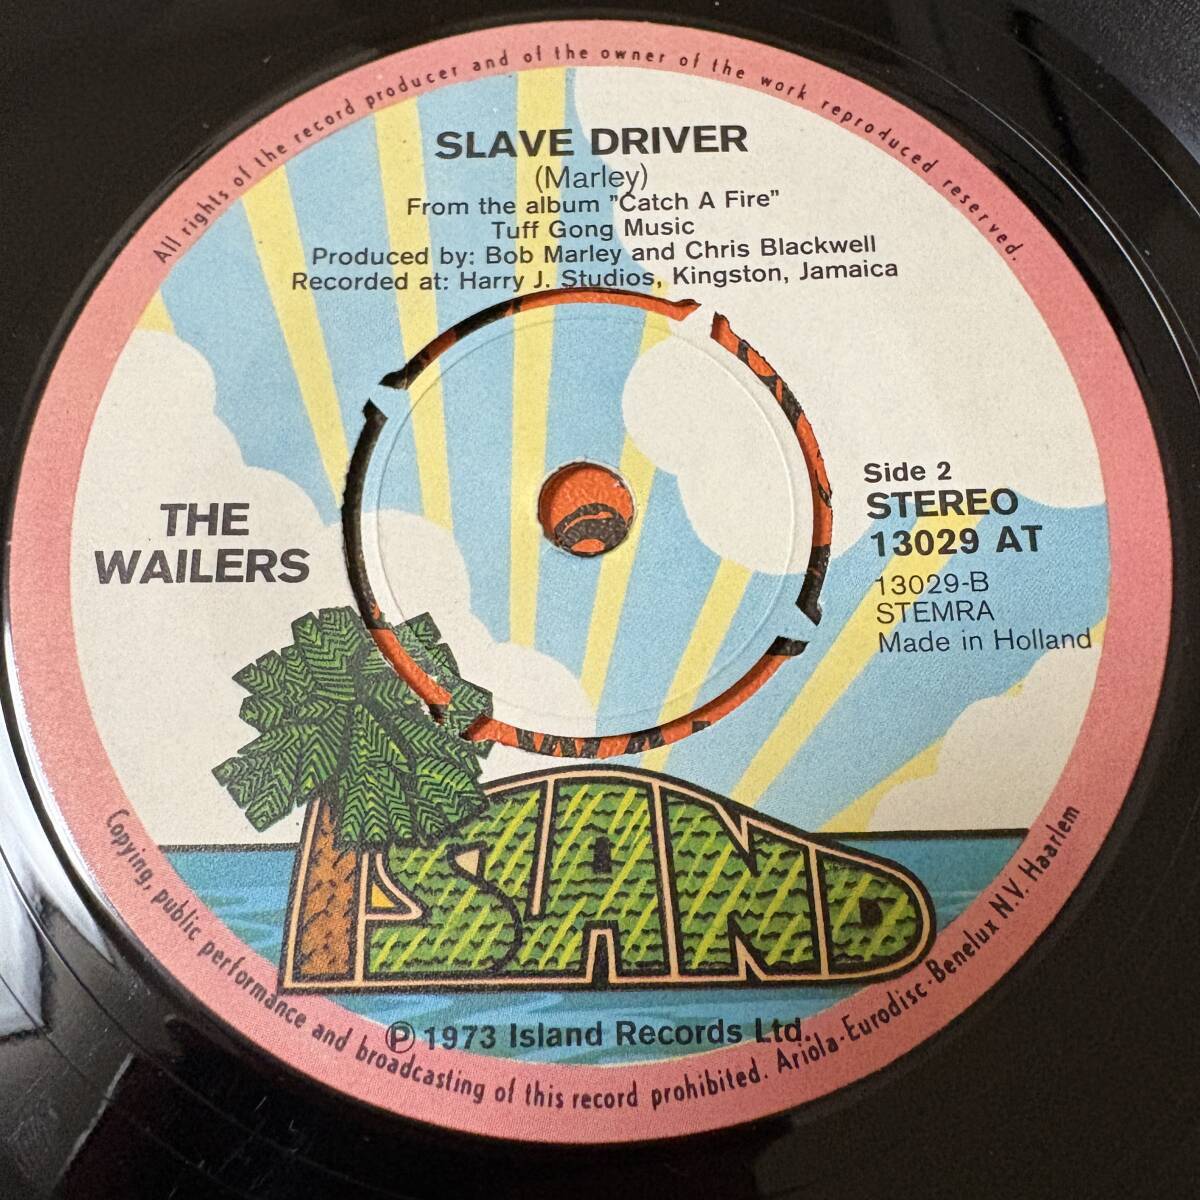 All rights of the record producer and of the owner of the work reproduced reserved.
SLAVE DRIVER
(Marley)
From the album "Catch A Fire"
Tuff Gong Music
Produced by: Bob Marley and Chris Blackwell
Recorded at: Harry J. Studios, Kingston, Jamaica
THE
WAILERS
Side 2
STEREO
13029 AT
13029-B
STEMRA
Made in Holland
ISLAND
℗ 1973 Island Records Ltd.
Copying, public performance and broadcasting of this record prohibited. Ariola-Eurodisc-Benelux N.V. Haarlem